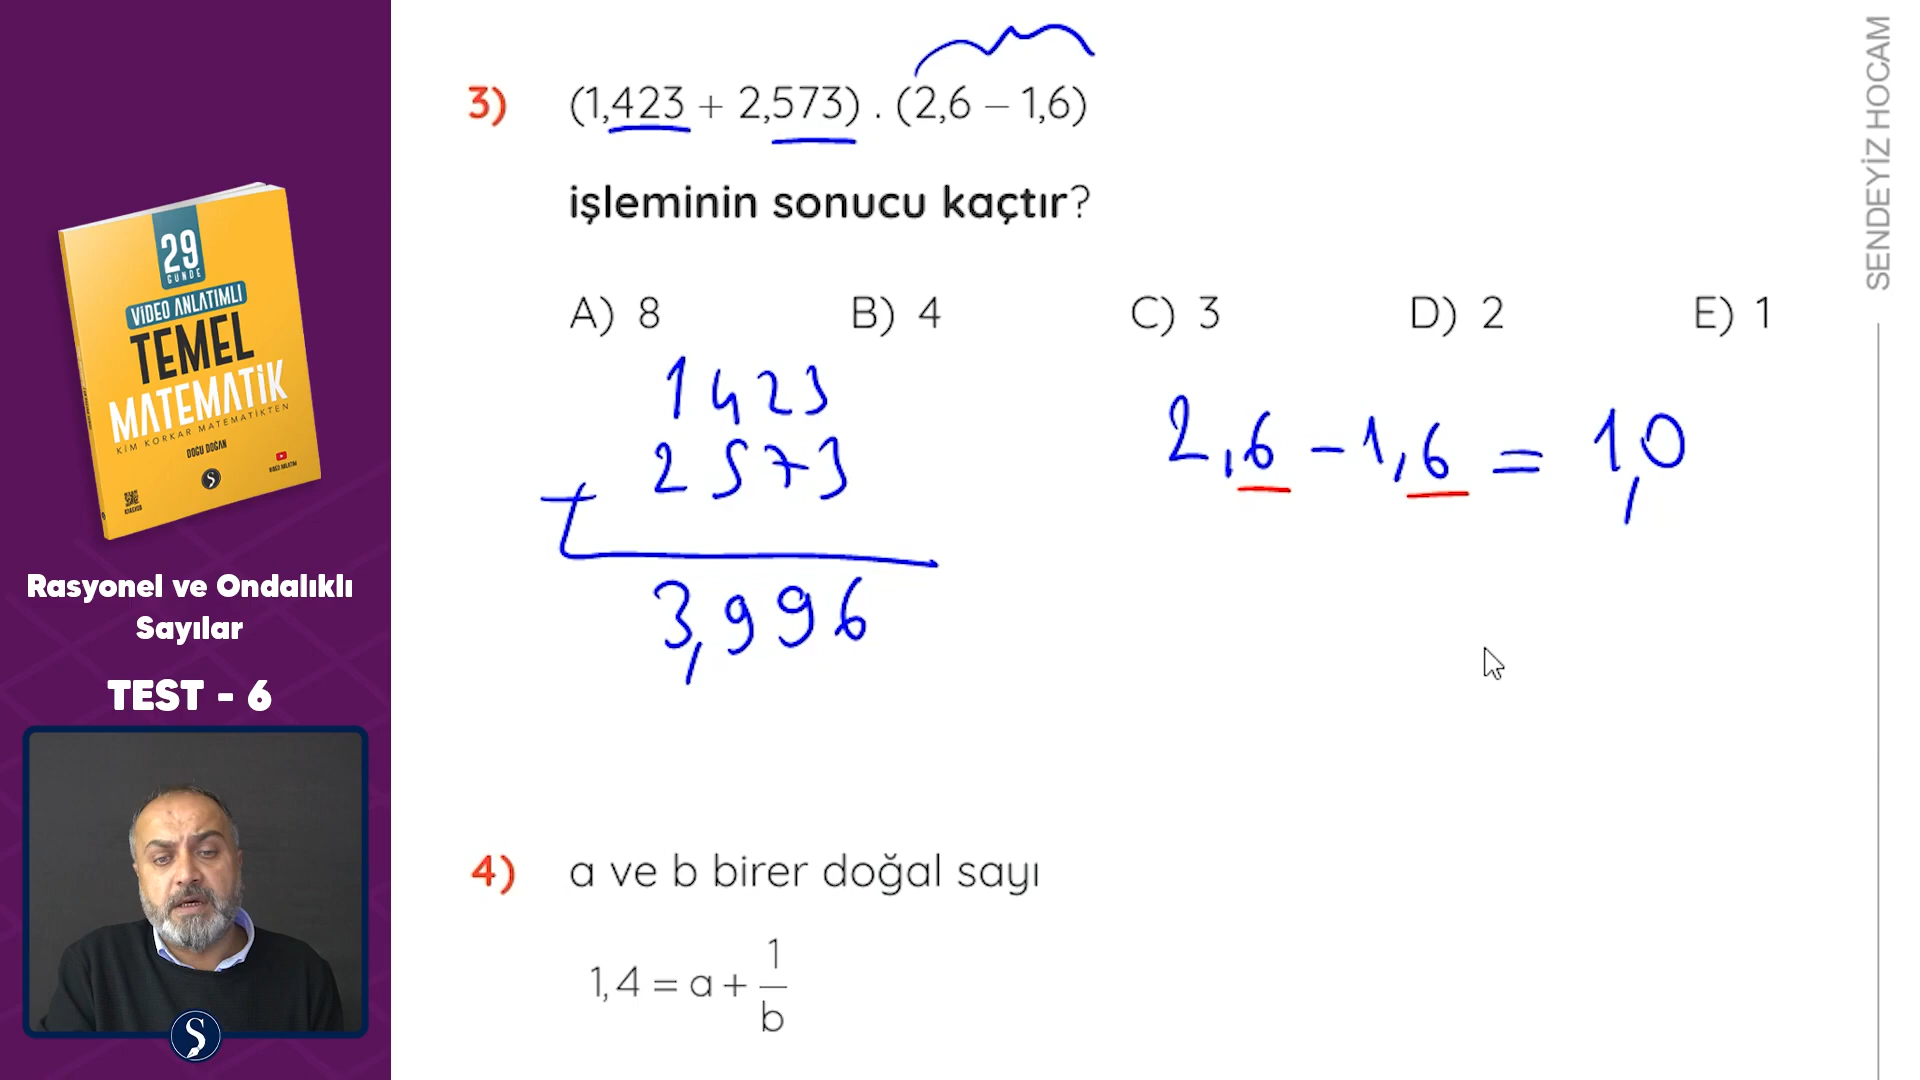 29
GÜNDE
VİDEO ANLATIMLI
TEMEL
MATEMATİK
KİM KORKAR MATEMATİKTEN
DOĞU DOĞAN
Rasyonel ve Ondalıklı
Sayılar
TEST - 6
3) (1,423 + 2,573) . (2,6 – 1,6)
işleminin sonucu kaçtır?
A) 8 B) 4 C) 3 D) 2 E) 1
1423
2573
+
3,996
2,6 - 1,6 = 1,0
4) a ve b birer doğal sayı
1,4 = a + 1/b
SENDEYİZ HOCAM